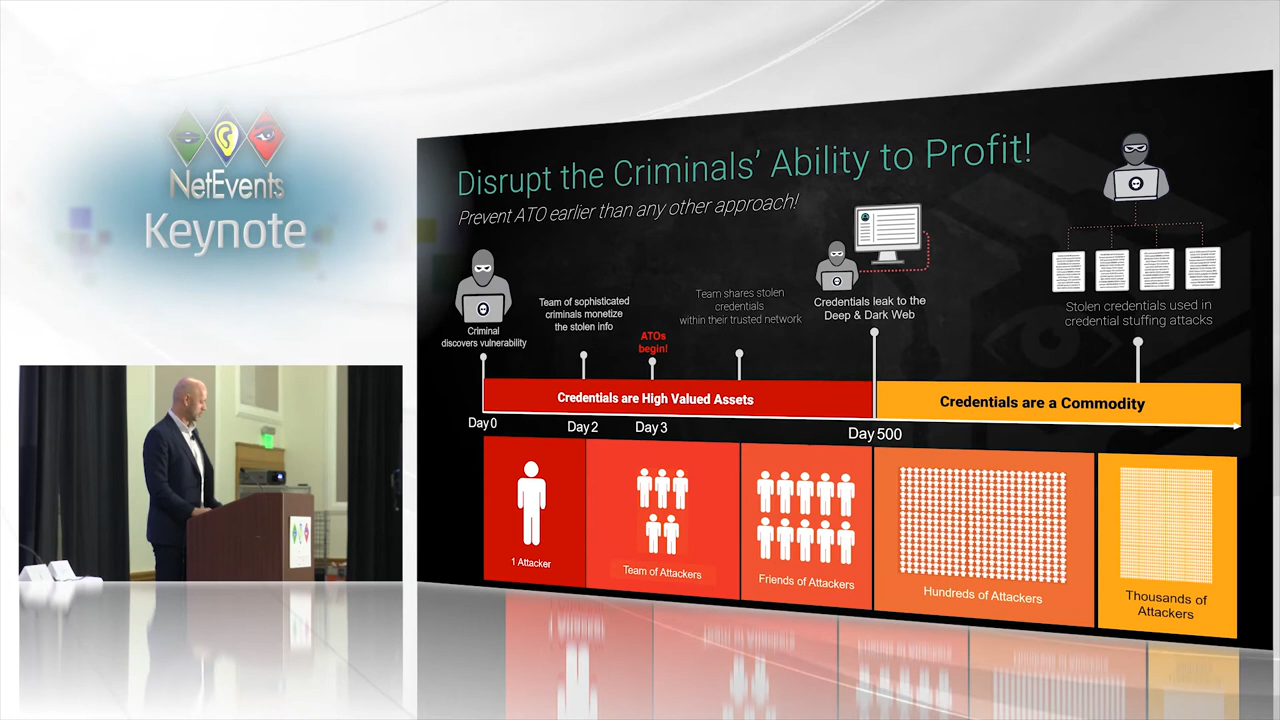 NetEvents
Keynote
Disrupt the Criminals' Ability to Profit!
Prevent ATO earlier than any other approach!
Criminal
discovers vulnerability
Team of sophisticated
criminals monetize
the stolen info
ATOs
begin!
Team shares stolen
credentials
within their trusted network
Credentials leak to the
Deep & Dark Web
Stolen credentials used in
credential stuffing attacks
Credentials are High Valued Assets
Credentials are a Commodity
Day 0
Day 2
Day 3
Day 500
1 Attacker
Team of Attackers
Friends of Attackers
Hundreds of Attackers
Thousands of
Attackers